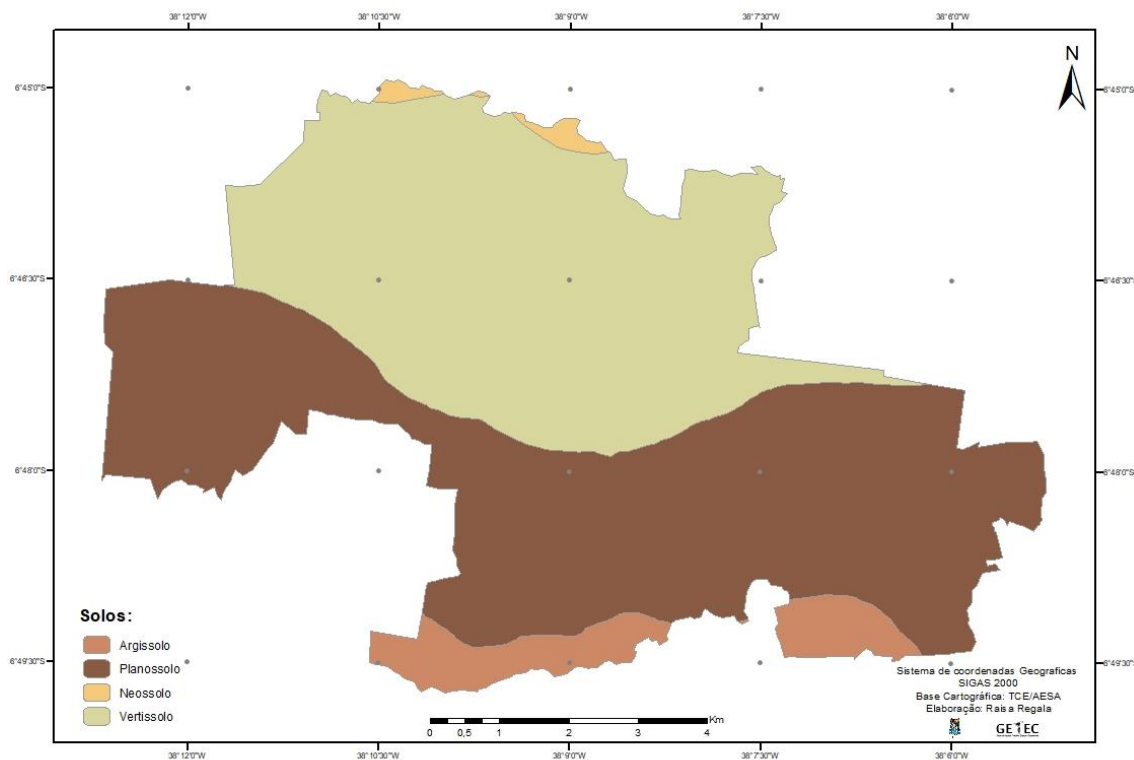 38°12'0"W 38°10'30"W 38°9'0"W 38°7'30"W 38°6'0"W
N
6°45'0"S 6°45'0"S
6°46'30"S 6°46'30"S
6°48'0"S 6°48'0"S
6°49'30"S 6°49'30"S
Solos:
Argissolo
Planossolo
Neossolo
Vertissolo
Km
0 0,5 1 2 3 4
Sistema de coordenadas Geograficas
SIGAS 2000
Base Cartográfica: TCE/AESA
Elaboração: Raisa Regala
GETEC
38°12'0"W 38°10'30"W 38°9'0"W 38°7'30"W 38°6'0"W